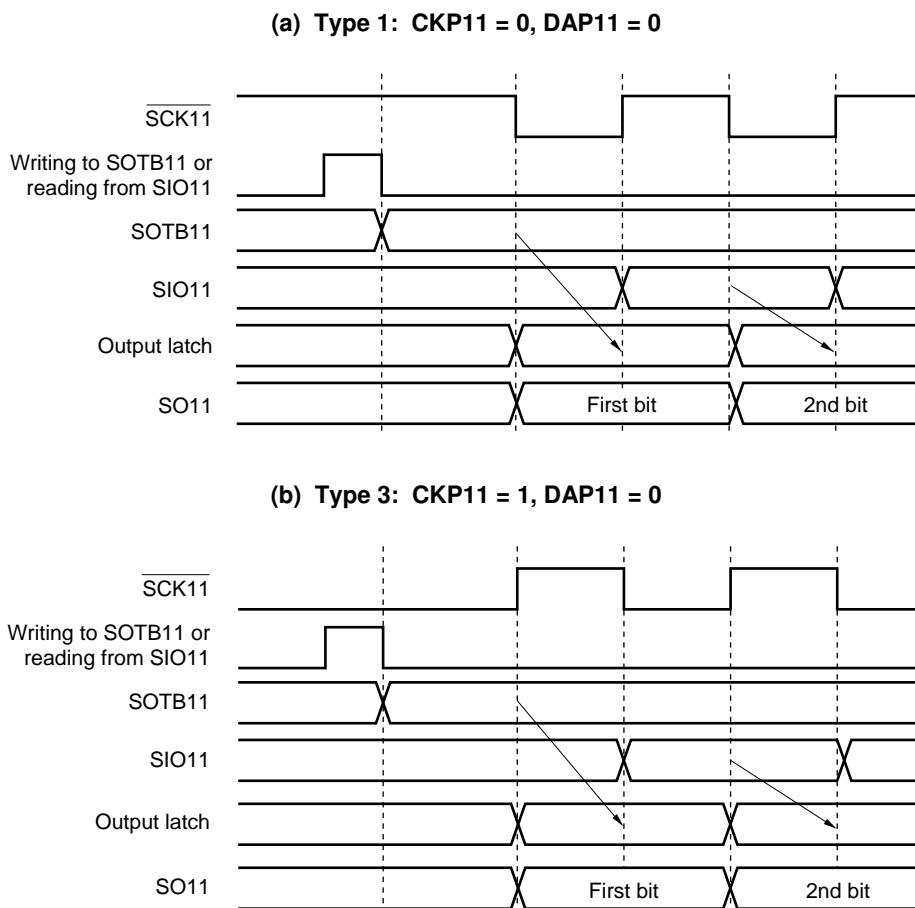 (a) Type 1: CKP11 = 0, DAP11 = 0
SCK11
Writing to SOTB11 or
reading from SIO11
SOTB11
SIO11
Output latch
SO11
First bit
2nd bit
(b) Type 3: CKP11 = 1, DAP11 = 0
SCK11
Writing to SOTB11 or
reading from SIO11
SOTB11
SIO11
Output latch
SO11
First bit
2nd bit